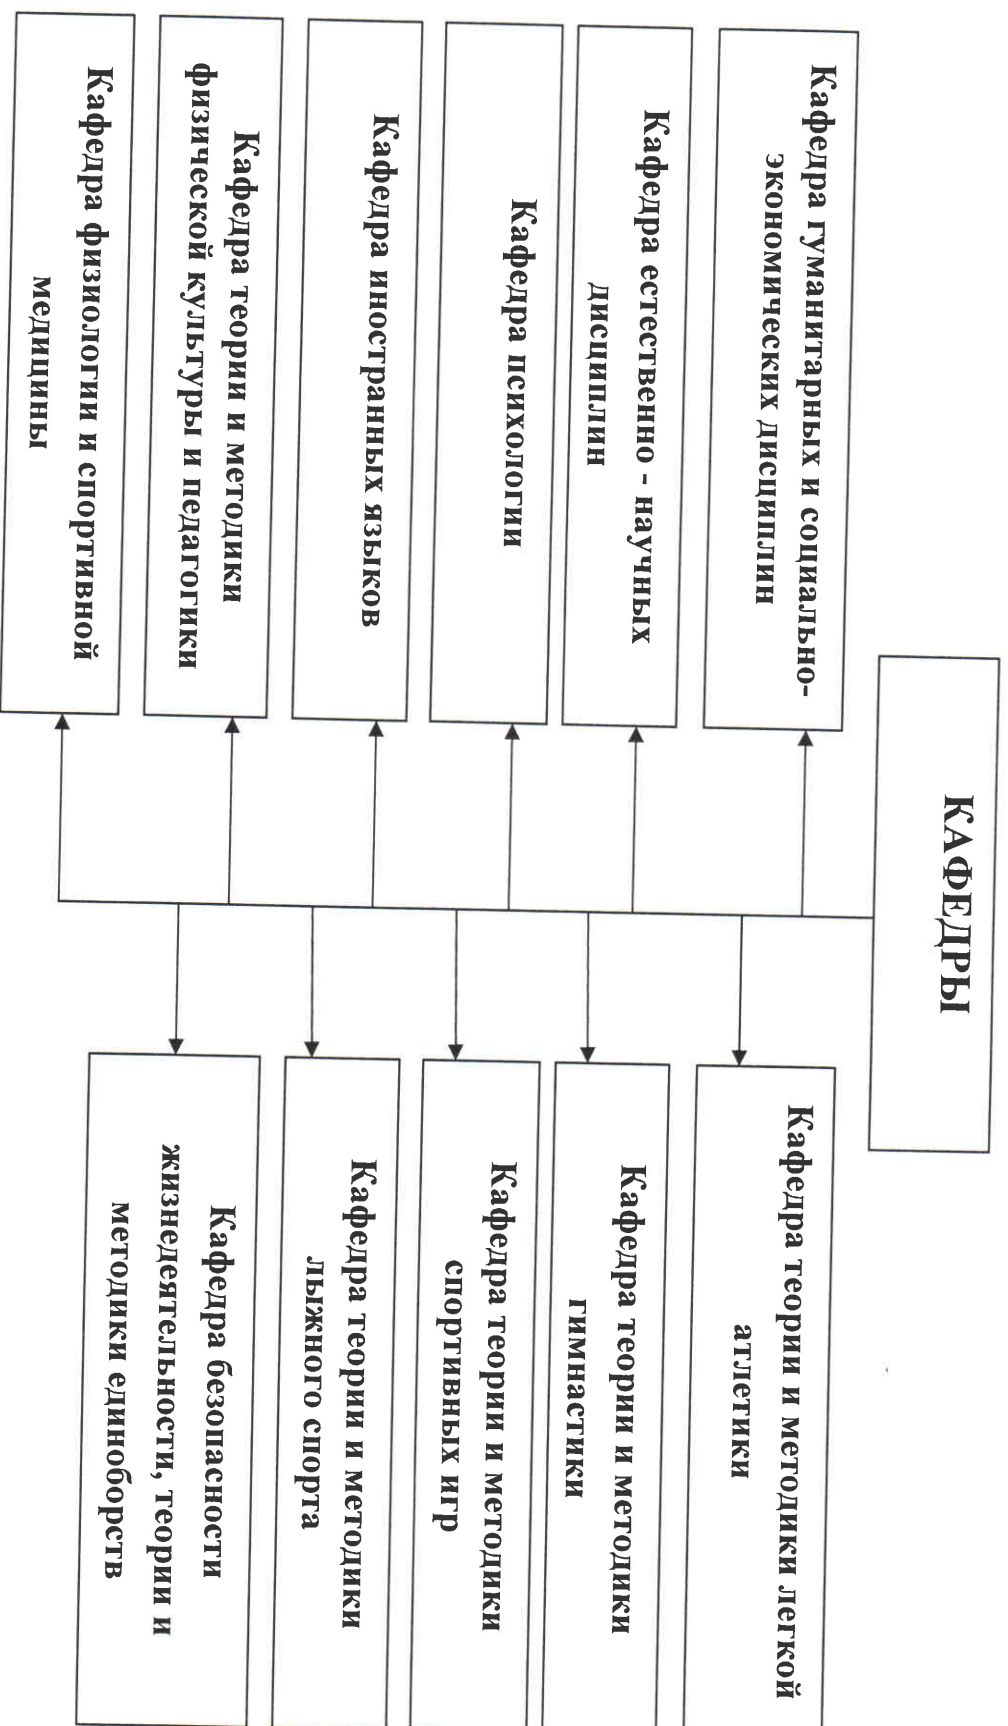 КАФЕДРЫ
Кафедра гуманитарных и социально-
экономических дисциплин
Кафедра естественно - научных
дисциплин
Кафедра психологии
Кафедра иностранных языков
Кафедра теории и методики
физической культуры и педагогики
Кафедра физиологии и спортивной
медицины
Кафедра теории и методики легкой
атлетики
Кафедра теории и методики
гимнастики
Кафедра теории и методики
спортивных игр
Кафедра теории и методики
лыжного спорта
Кафедра безопасности
жизнедеятельности, теории и
методики единоборств